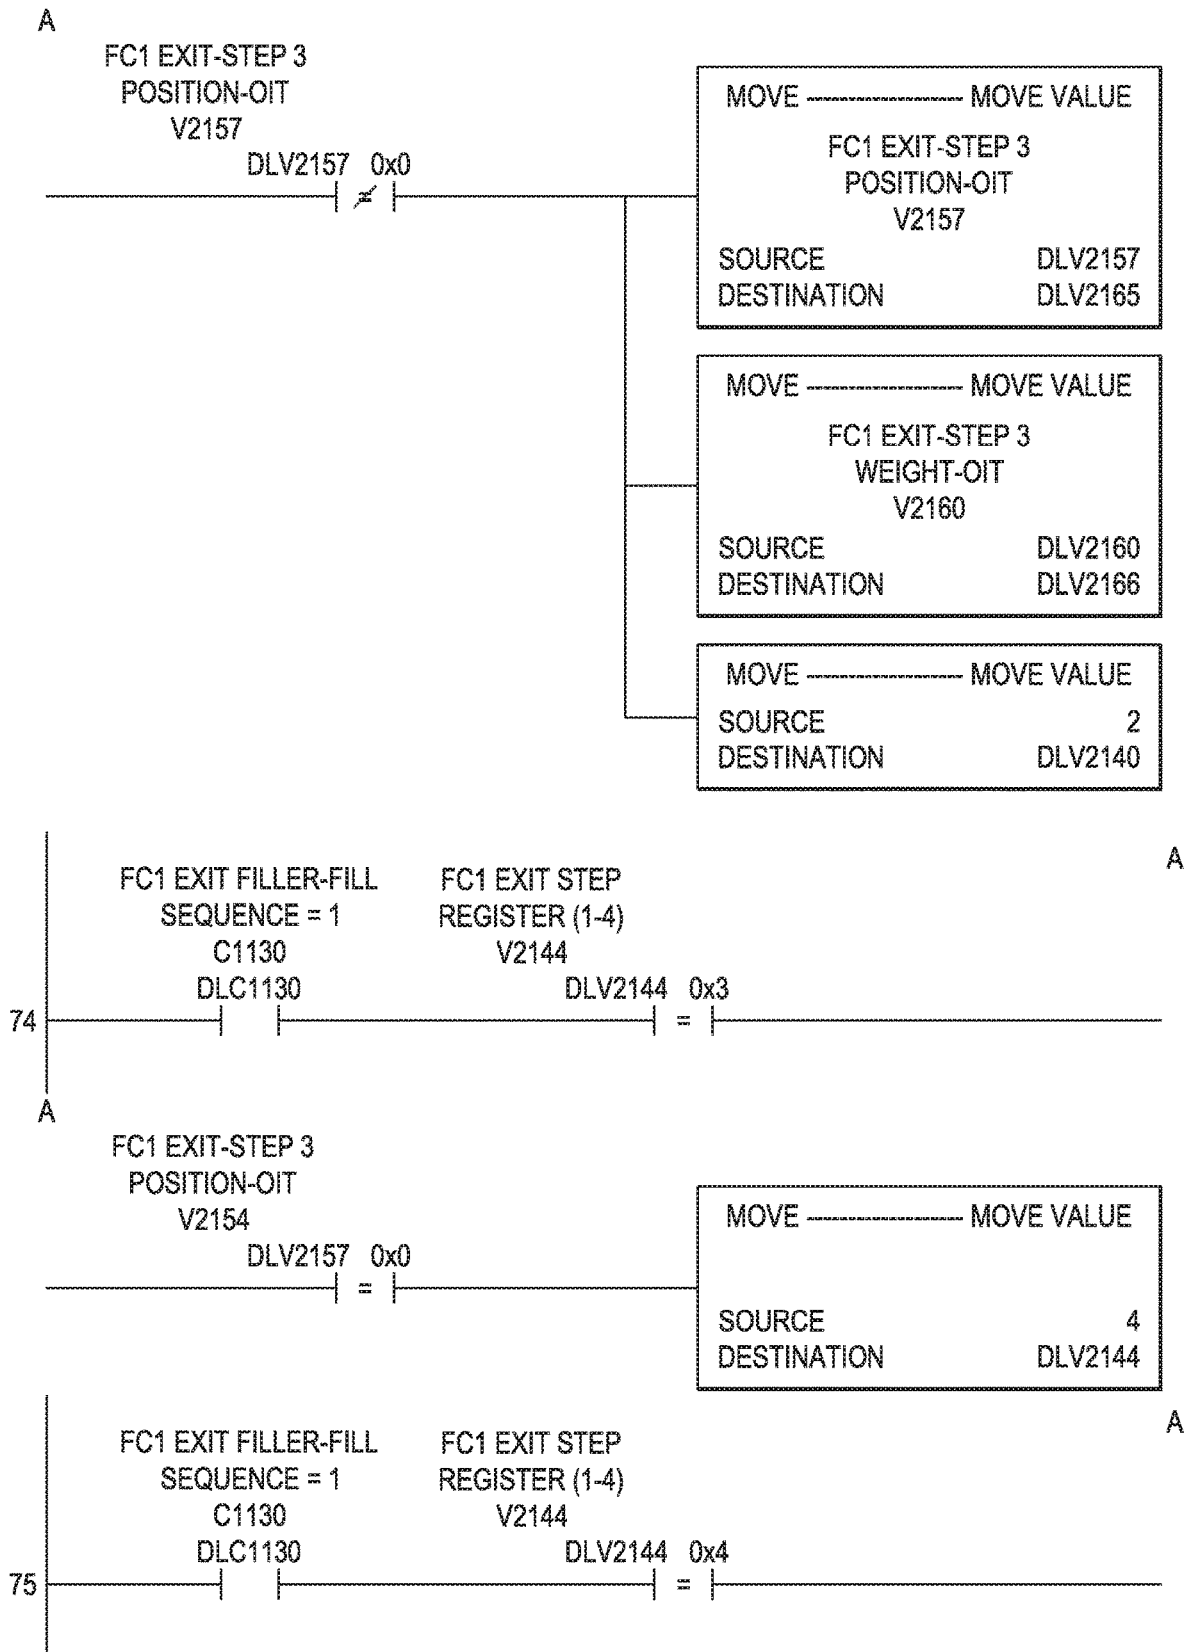 A
FC1 EXIT-STEP 3
POSITION-OIT
V2157
DLV2157 0x0
≠
MOVE ---------------- MOVE VALUE
FC1 EXIT-STEP 3
POSITION-OIT
V2157
SOURCE DLV2157
DESTINATION DLV2165
MOVE ---------------- MOVE VALUE
FC1 EXIT-STEP 3
WEIGHT-OIT
V2160
SOURCE DLV2160
DESTINATION DLV2166
MOVE ---------------- MOVE VALUE
SOURCE 2
DESTINATION DLV2140
A
FC1 EXIT FILLER-FILL
SEQUENCE = 1
C1130
DLC1130
FC1 EXIT STEP
REGISTER (1-4)
V2144
DLV2144 0x3
74
=
A
FC1 EXIT-STEP 3
POSITION-OIT
V2154
DLV2157 0x0
=
MOVE ---------------- MOVE VALUE
SOURCE 4
DESTINATION DLV2144
A
FC1 EXIT FILLER-FILL
SEQUENCE = 1
C1130
DLC1130
FC1 EXIT STEP
REGISTER (1-4)
V2144
DLV2144 0x4
75
=